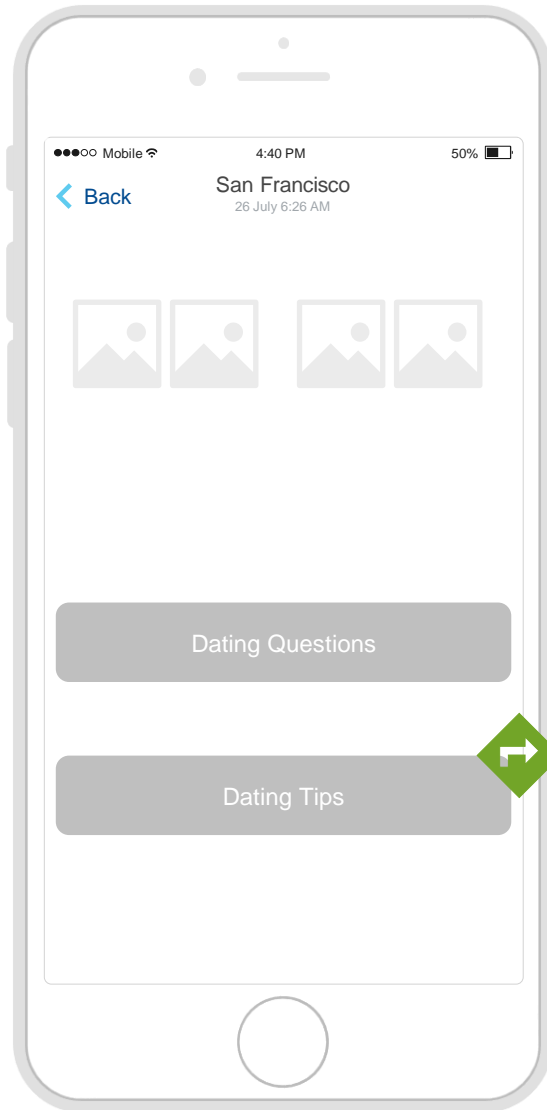 Mobile 4:40 PM 50%
Back San Francisco
26 July 6:26 AM
Dating Questions
Dating Tips